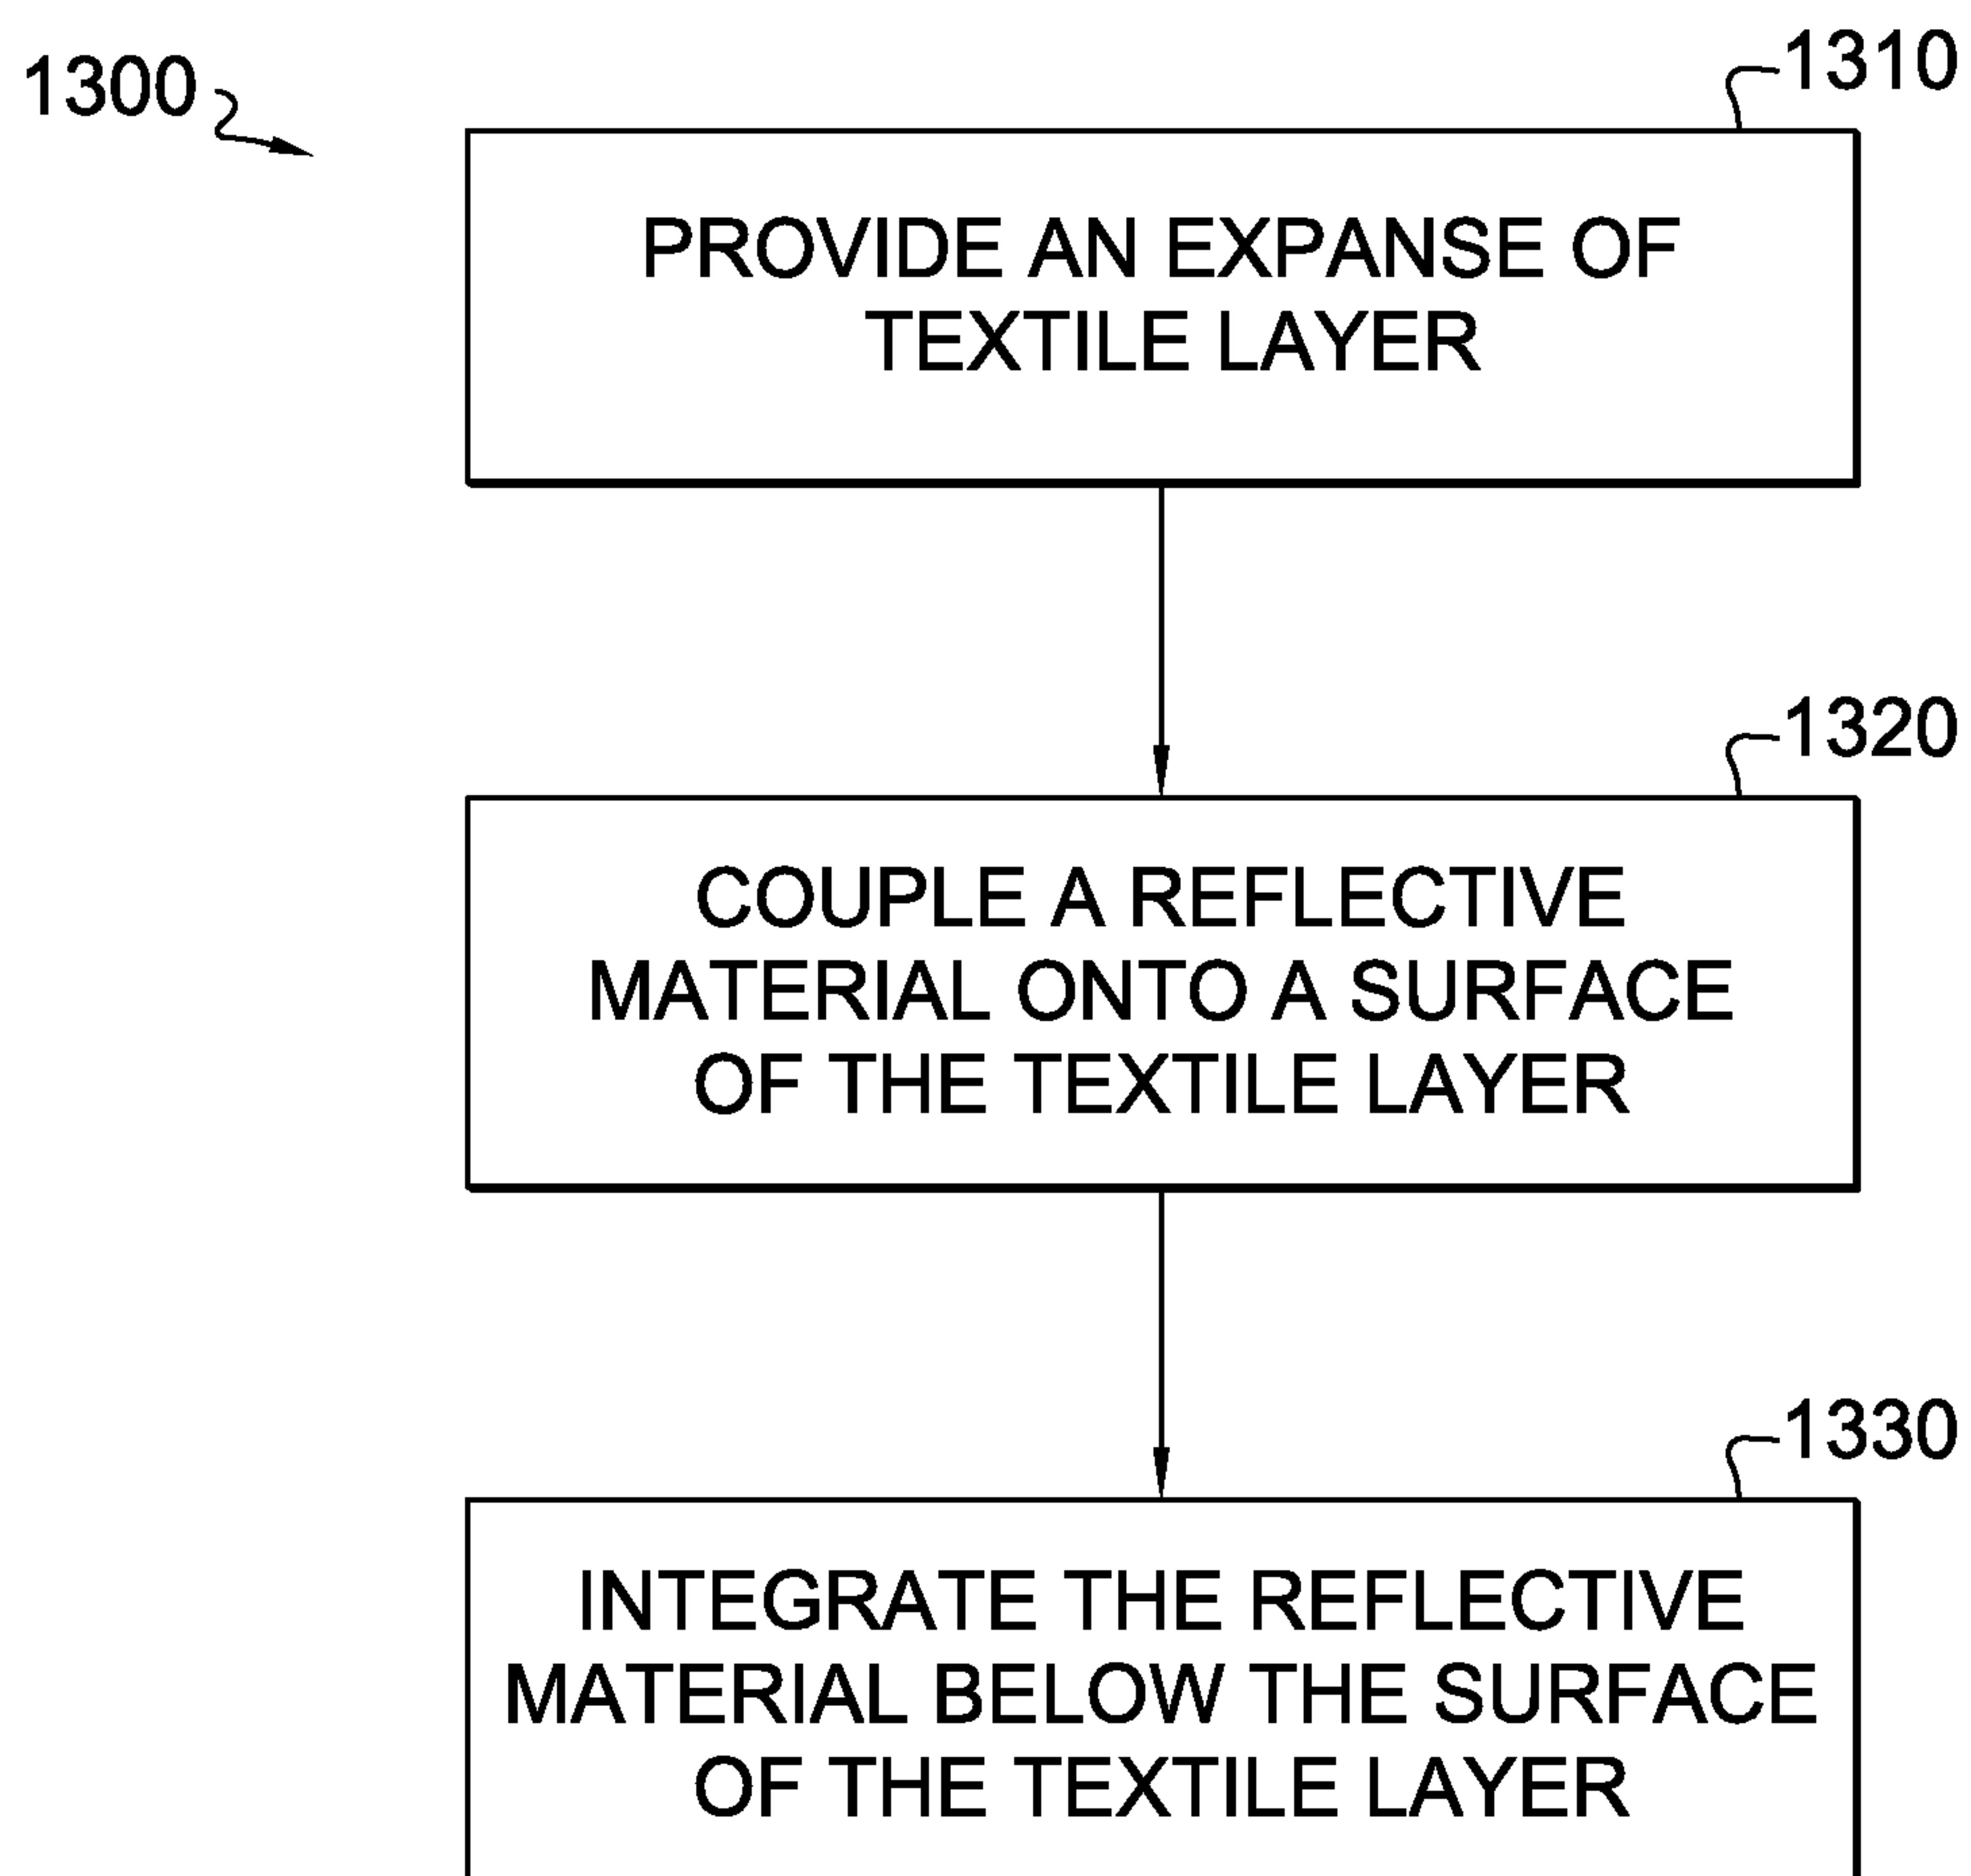 1300
1310
PROVIDE AN EXPANSE OF
TEXTILE LAYER
1320
COUPLE A REFLECTIVE
MATERIAL ONTO A SURFACE
OF THE TEXTILE LAYER
1330
INTEGRATE THE REFLECTIVE
MATERIAL BELOW THE SURFACE
OF THE TEXTILE LAYER